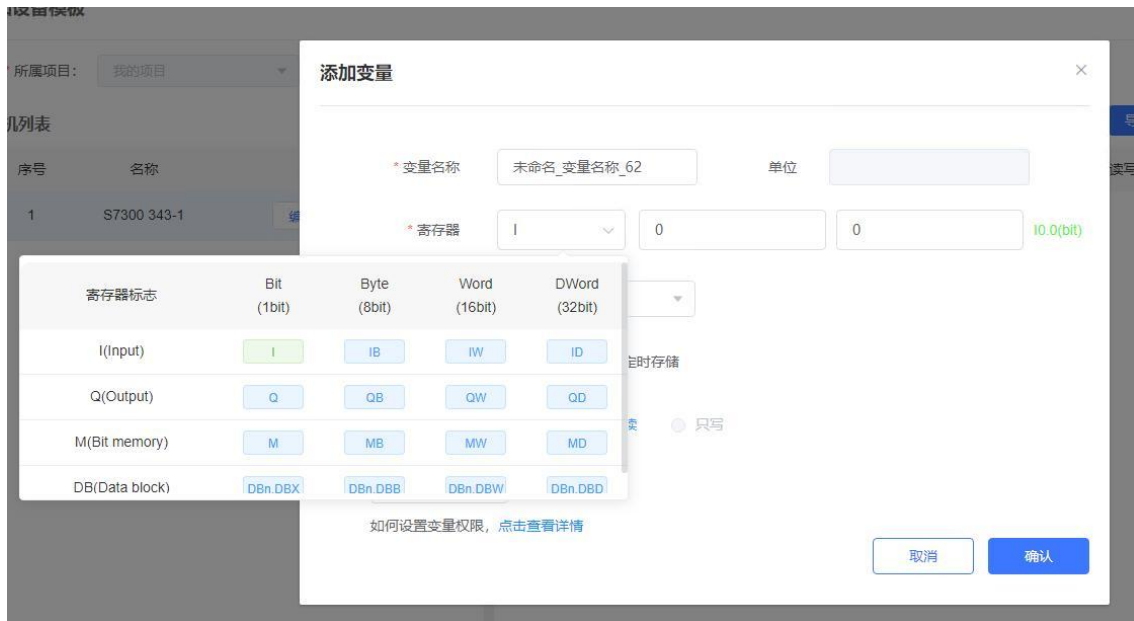 设备模板
* 所属项目： 我的项目
添加变量
机列表
导
序号 名称
读写
1 S7300 343-1 编
* 变量名称 未命名_变量名称_62 单位
* 寄存器 I 0 0 I0.0(bit)
寄存器标志 Bit (1bit) Byte (8bit) Word (16bit) DWord (32bit)
I(Input) I IB IW ID
Q(Output) Q QB QW QD
M(Bit memory) M MB MW MD
DB(Data block) DBn.DBX DBn.DBB DBn.DBW DBn.DBD
定时存储
读 只写
如何设置变量权限，点击查看详情
取消 确认